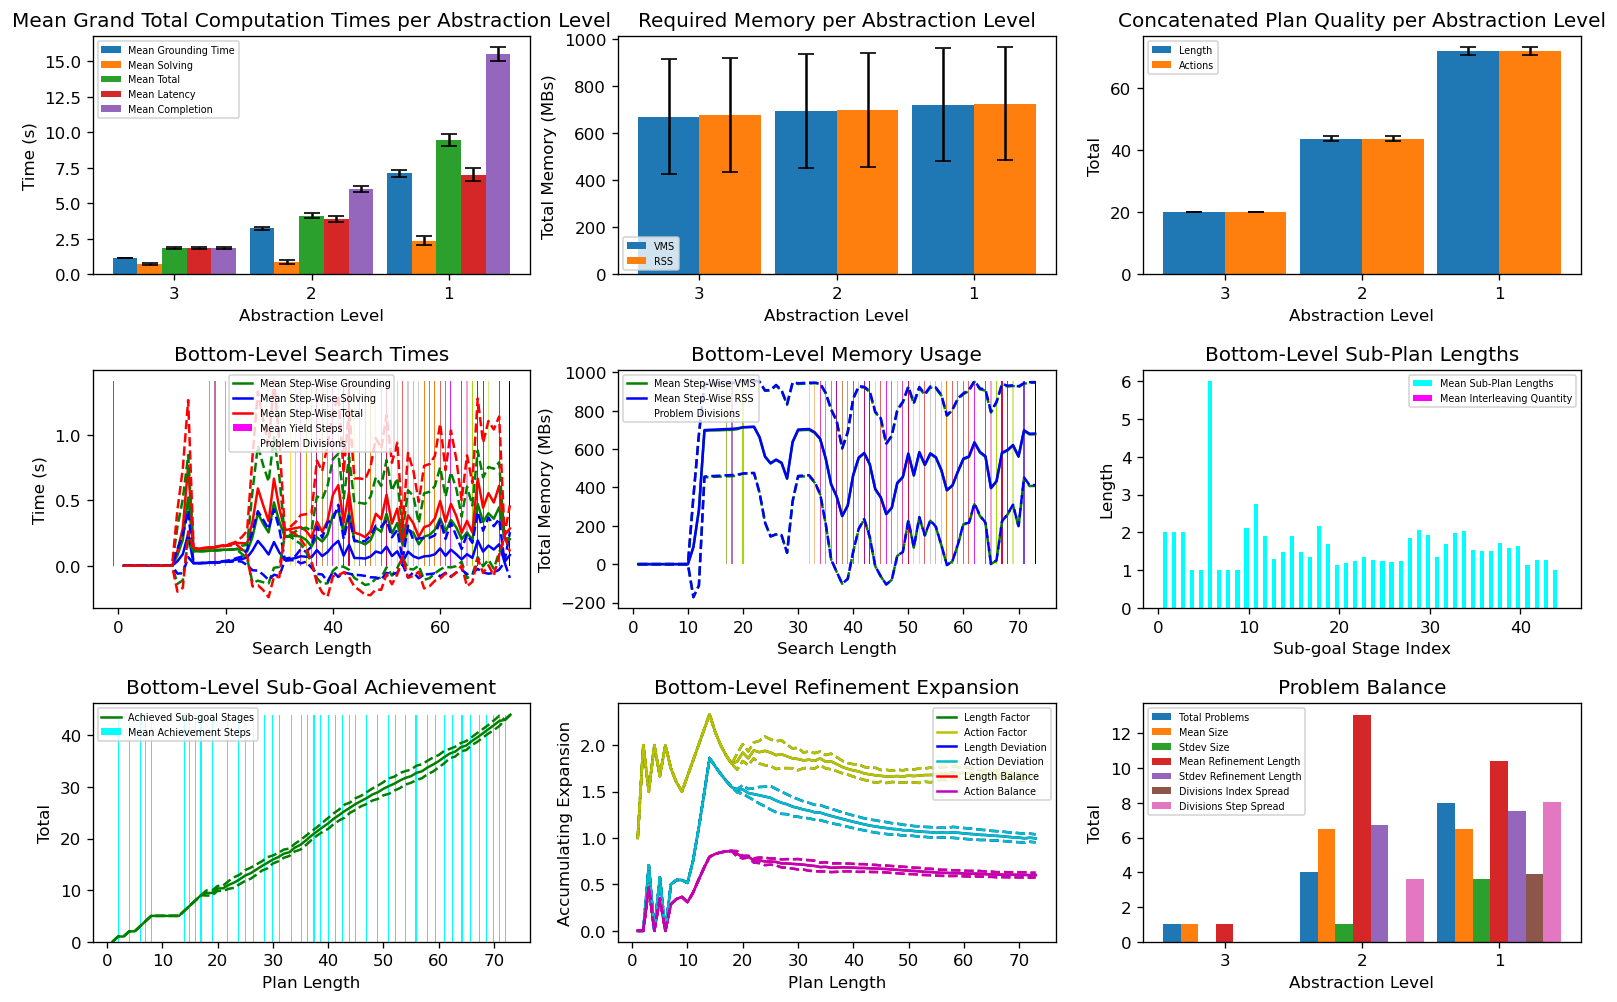 Mean Grand Total Computation Times per Abstraction Level
Time (s)
15.0
12.5
10.0
7.5
5.0
2.5
0.0
Mean Grounding Time
Mean Solving
Mean Total
Mean Latency
Mean Completion
3 2 1
Abstraction Level
Required Memory per Abstraction Level
Total Memory (MBs)
1000
800
600
400
200
0
VMS
RSS
3 2 1
Abstraction Level
Concatenated Plan Quality per Abstraction Level
Total
60
40
20
0
Length
Actions
3 2 1
Abstraction Level
Bottom-Level Search Times
Time (s)
1.0
0.5
0.0
Mean Step-Wise Grounding
Mean Step-Wise Solving
Mean Step-Wise Total
Mean Yield Steps
Problem Divisions
0 20 40 60
Search Length
Bottom-Level Memory Usage
Total Memory (MBs)
1000
800
600
400
200
0
−200
Mean Step-Wise VMS
Mean Step-Wise RSS
Problem Divisions
0 10 20 30 40 50 60 70
Search Length
Bottom-Level Sub-Plan Lengths
Length
6
5
4
3
2
1
0
Mean Sub-Plan Lengths
Mean Interleaving Quantity
0 10 20 30 40
Sub-goal Stage Index
Bottom-Level Sub-Goal Achievement
Total
40
30
20
10
0
Achieved Sub-goal Stages
Mean Achievement Steps
0 10 20 30 40 50 60 70
Plan Length
Bottom-Level Refinement Expansion
Accumulating Expansion
2.0
1.5
1.0
0.5
0.0
Length Factor
Action Factor
Length Deviation
Action Deviation
Length Balance
Action Balance
0 10 20 30 40 50 60 70
Plan Length
Problem Balance
Total
12
10
8
6
4
2
0
Total Problems
Mean Size
Stdev Size
Mean Refinement Length
Stdev Refinement Length
Divisions Index Spread
Divisions Step Spread
3 2 1
Abstraction Level